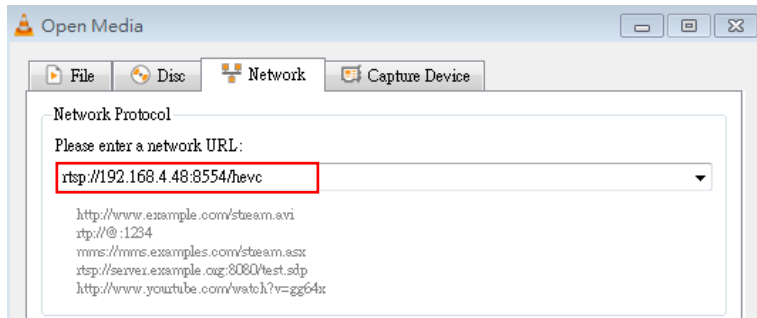 Open Media
File Disc Network Capture Device
Network Protocol
Please enter a network URL:
rtsp://192.168.4.48:8554/hevc
http://www.example.com/stream.avi
rtp://@:1234
mms://mms.examples.com/stream.asx
rtsp://server.example.org:8080/test.sdp
http://www.yourtube.com/watch?v=gg64x